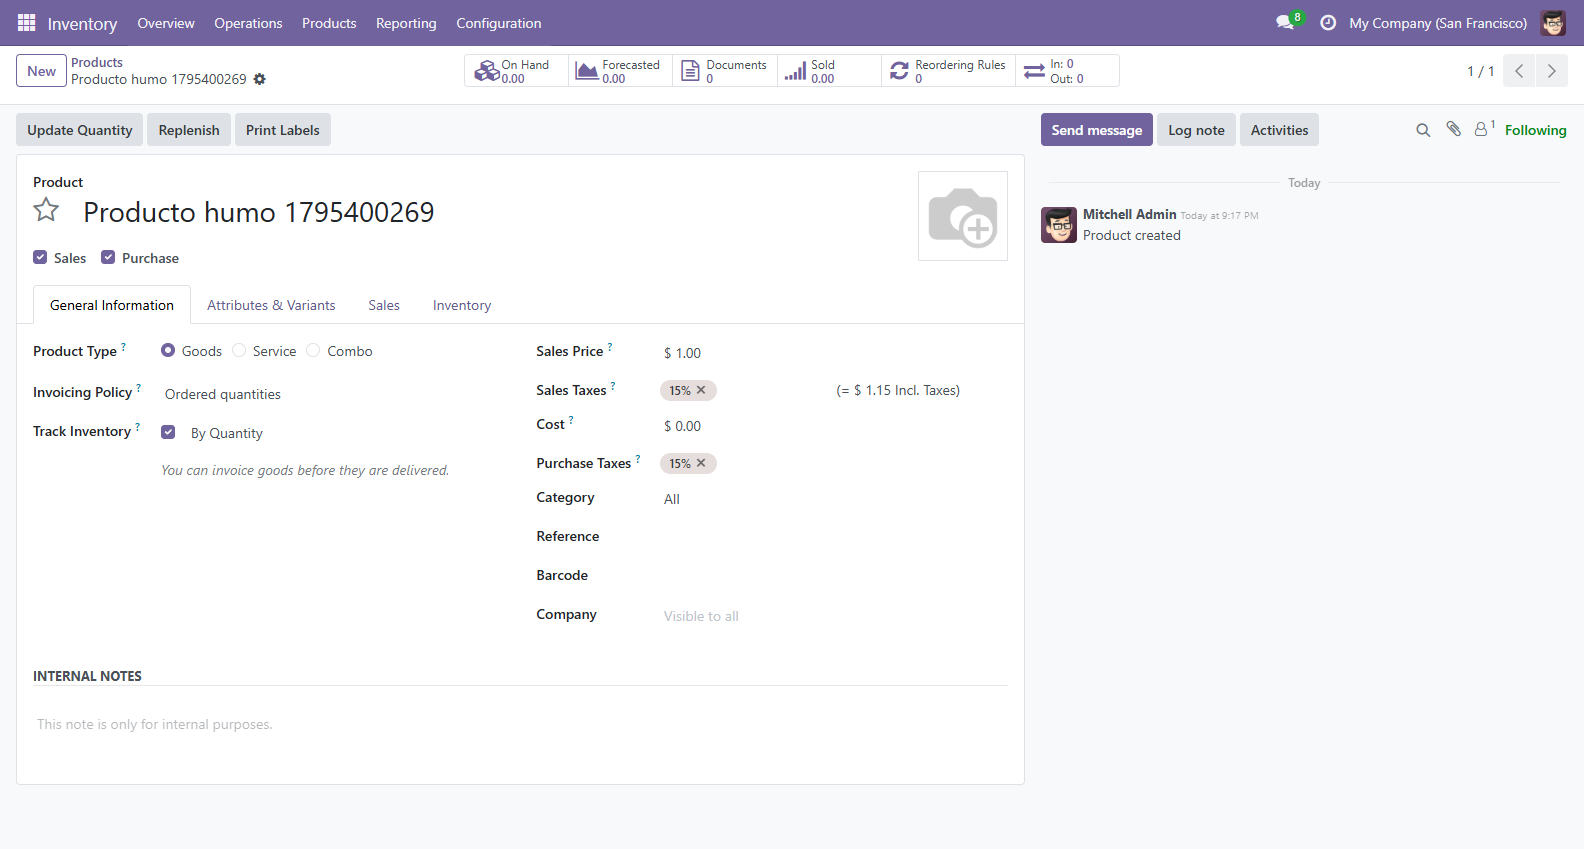 Inventory Overview Operations Products Reporting Configuration 8 My Company (San Francisco)
New Products
Producto humo 1795400269
On Hand 0.00
Forecasted 0.00
Documents 0
Sold 0.00
Reordering Rules 0
In: 0
Out: 0
1 / 1
Update Quantity Replenish Print Labels
Send message Log note Activities 1 Following
Product
Producto humo 1795400269
Sales Purchase
General Information Attributes & Variants Sales Inventory
Product Type ? Goods Service Combo
Invoicing Policy ? Ordered quantities
Track Inventory ? By Quantity
You can invoice goods before they are delivered.
Sales Price ? $ 1.00
Sales Taxes ? 15% (= $ 1.15 Incl. Taxes)
Cost ? $ 0.00
Purchase Taxes ? 15%
Category All
Reference
Barcode
Company Visible to all
INTERNAL NOTES
This note is only for internal purposes.
Today
Mitchell Admin Today at 9:17 PM
Product created